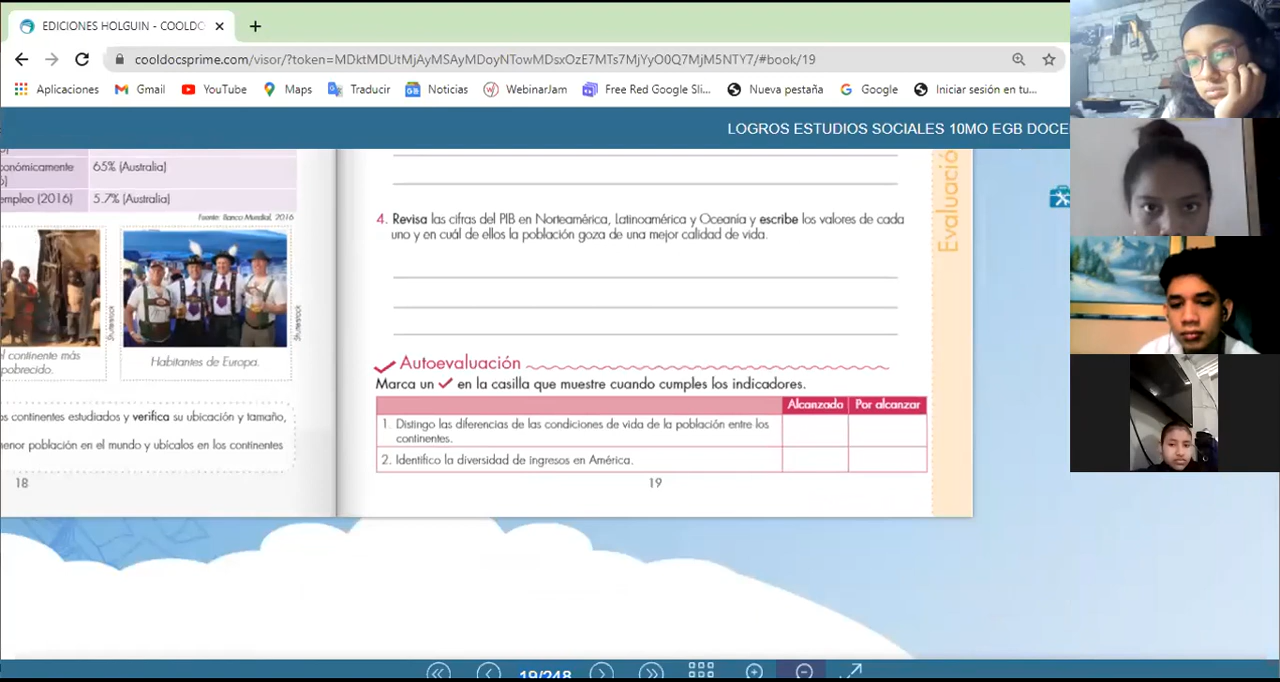 EDICIONES HOLGUIN - COOLDO
cooldocsprime.com/visor/?token=MDktMDUtMjAyMSAyMDoyNTowMDsxOzE7MTs7MjYyO0Q7MjM5NTY7/#book/19
Aplicaciones Gmail YouTube Maps Traducir Noticias WebinarJam Free Red Google Sli... Nueva pestaña Google Iniciar sesión en tu...
LOGROS ESTUDIOS SOCIALES 10MO EGB DOCE
conómicamente 65% (Australia)
empleo (2016) 5.7% (Australia)
Fuente: Banco Mundial, 2016
Shutterstock
Shutterstock
l continente más
pobrecido.
Habitantes de Europa.
os continentes estudiados y verifica su ubicación y tamaño,
enor población en el mundo y ubícalos en los continentes
18
4. Revisa las cifras del PIB en Norteamérica, Latinoamérica y Oceanía y escribe los valores de cada
uno y en cuál de ellos la población goza de una mejor calidad de vida.
Autoevaluación
Marca un ✓ en la casilla que muestre cuando cumples los indicadores.
Alcanzado Por alcanzar
1. Distingo las diferencias de las condiciones de vida de la población entre los
continentes.
2. Identifico la diversidad de ingresos en América.
19
Evaluació
19/248